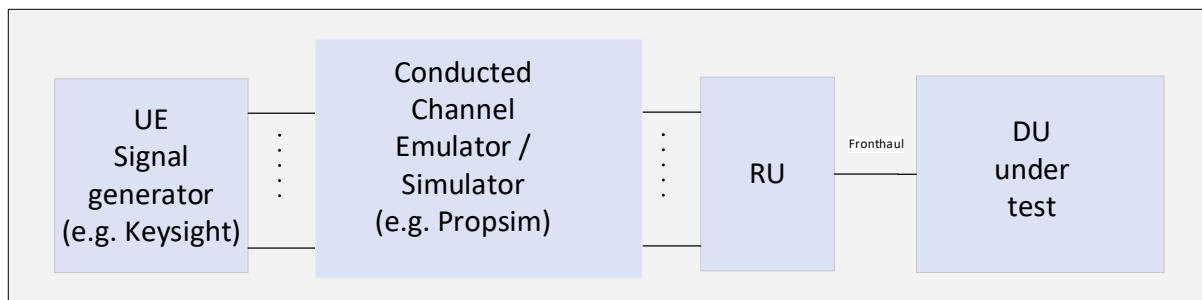 UE
Signal
generator
(e.g. Keysight)
Conducted
Channel
Emulator /
Simulator
(e.g. Propsim)
RU
Fronthaul
DU
under
test